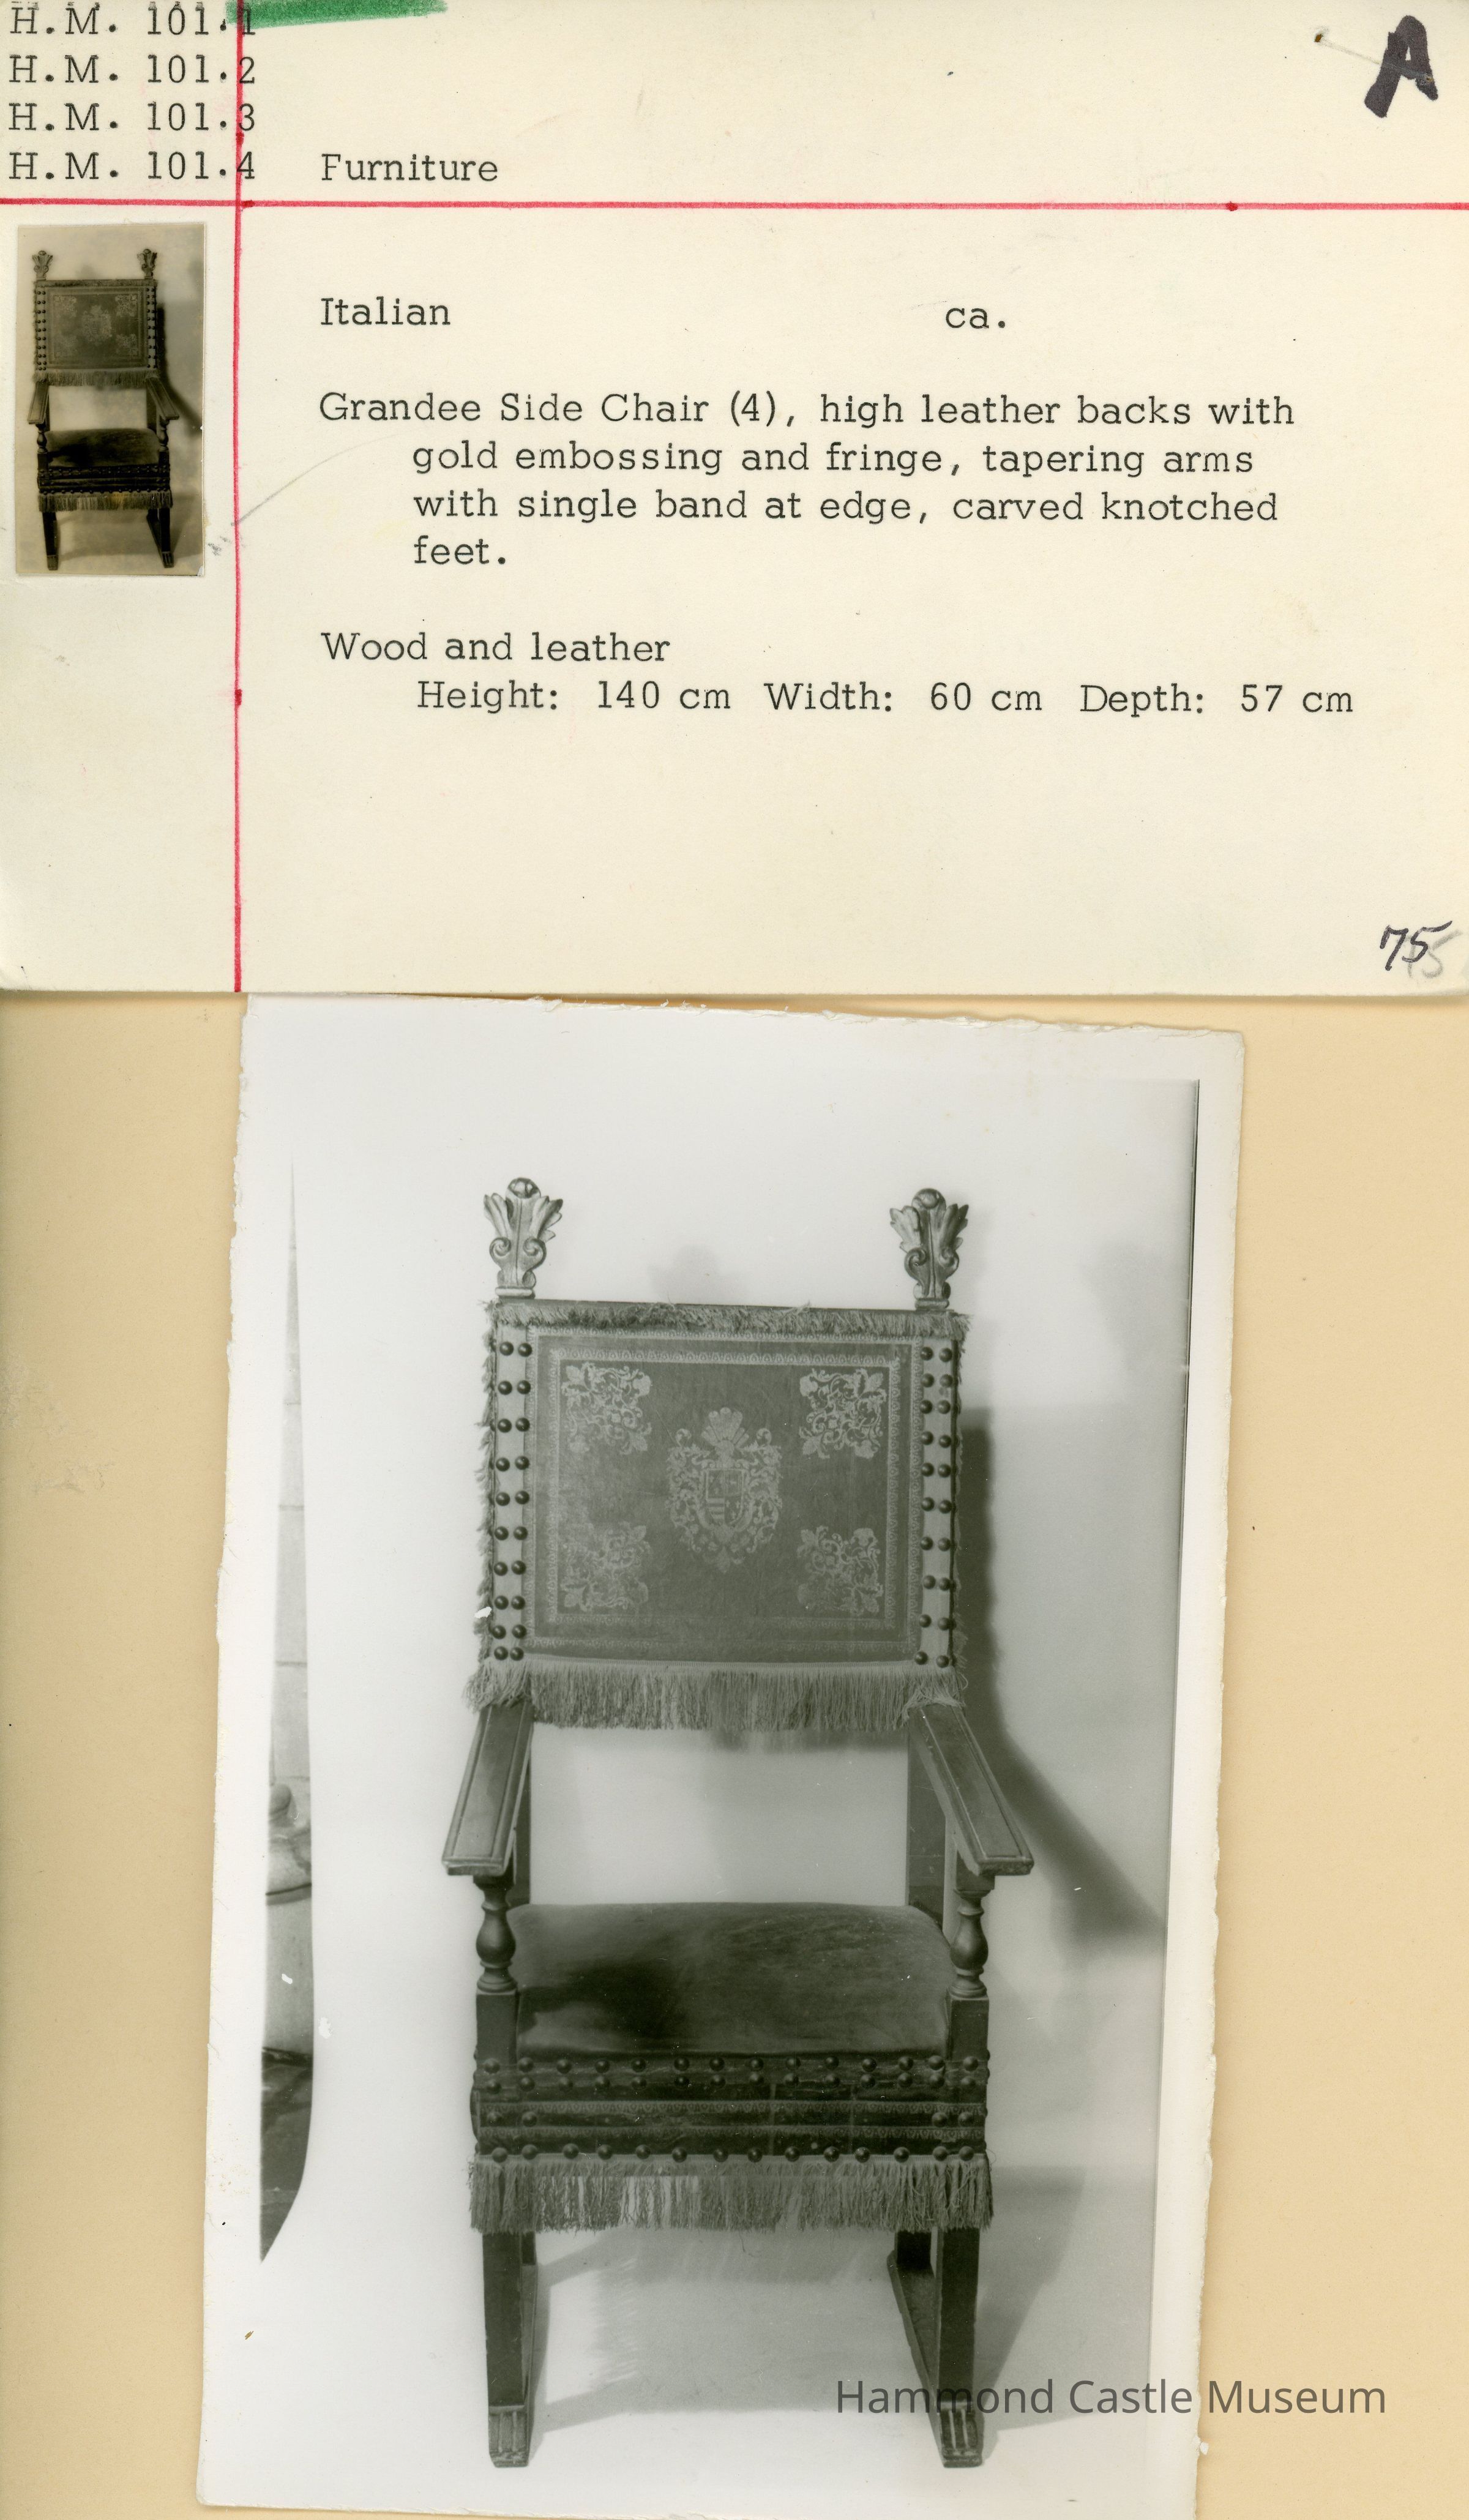 H.M. 101.1
H.M. 101.2
H.M. 101.3
H.M. 101.4 Furniture
A
Italian ca.
Grandee Side Chair (4), high leather backs with
gold embossing and fringe, tapering arms
with single band at edge, carved knotched
feet.
Wood and leather
Height: 140 cm Width: 60 cm Depth: 57 cm
75
Hammond Castle Museum